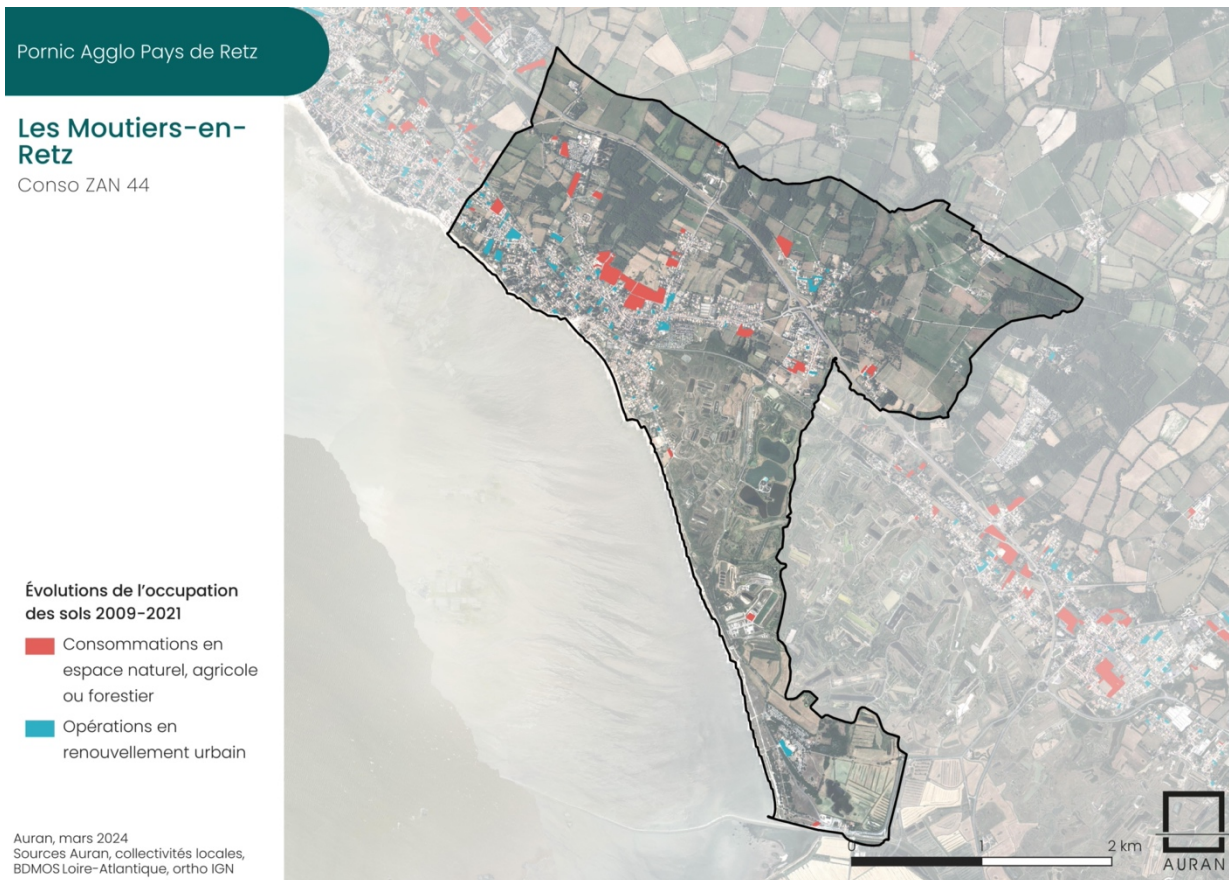 Pornic Agglo Pays de Retz
Les Moutiers-en-
Retz
Conso ZAN 44
Évolutions de l'occupation
des sols 2009-2021
Consommations en
espace naturel, agricole
ou forestier
Opérations en
renouvellement urbain
Auran, mars 2024
Sources Auran, collectivités locales,
BDMOS Loire-Atlantique, ortho IGN
0 1 2 km
AURAN